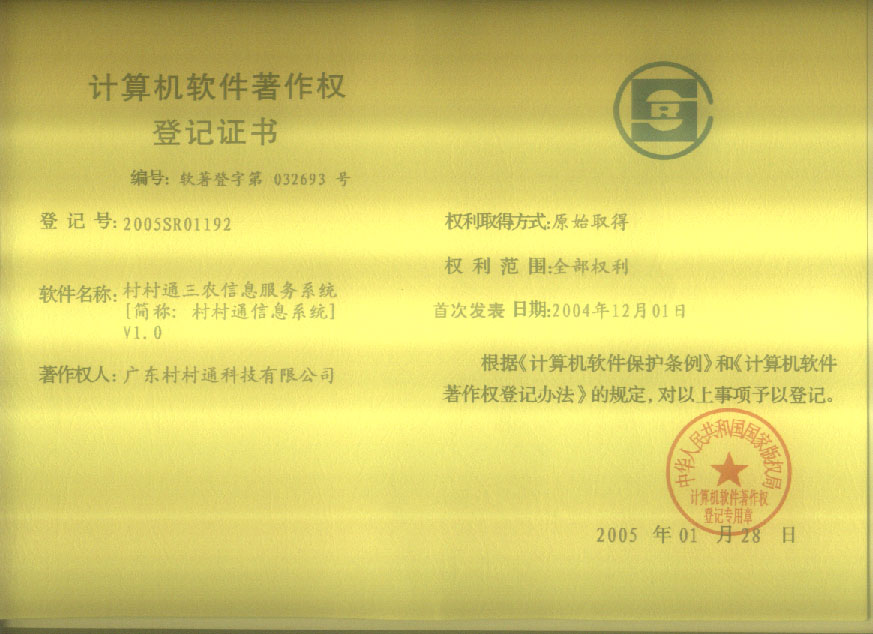 计算机软件著作权
登记证书
编号: 软著登字第 032693 号
登 记 号: 2005SR01192
软件名称: 村村通三农信息服务系统
[简称: 村村通信息系统]
V1.0
著作权人: 广东村村通科技有限公司
R
权利取得方式: 原始取得
权 利 范 围: 全部权利
首次发表 日期: 2004年12月01日
根据《计算机软件保护条例》和《计算机软件
著作权登记办法》的规定, 对以上事项予以登记。
中华人民共和国国家版权局
计算机软件著作权
登记专用章
2005 年 01 月 28 日